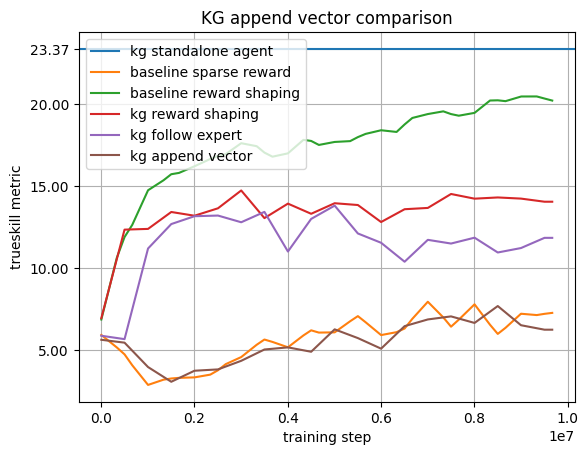 KG append vector comparison
23.37
20.00
15.00
10.00
5.00
trueskill metric
kg standalone agent
baseline sparse reward
baseline reward shaping
kg reward shaping
kg follow expert
kg append vector
0.0 0.2 0.4 0.6 0.8 1.0
1e7
training step